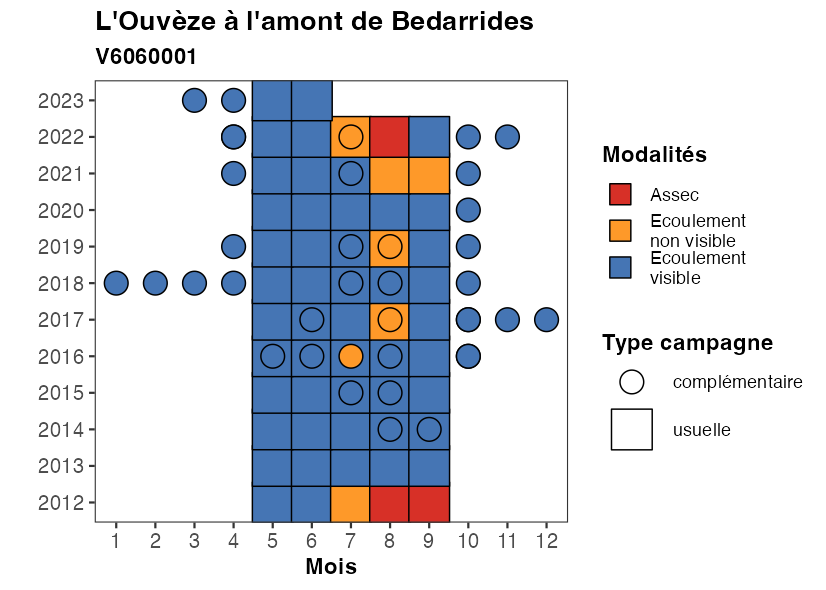 L'Ouvèze à l'amont de Bedarrides
V6060001
2023
2022
2021
2020
2019
2018
2017
2016
2015
2014
2013
2012
1 2 3 4 5 6 7 8 9 10 11 12
Mois
Modalités
Assec
Ecoulement
non visible
Ecoulement
visible
Type campagne
complémentaire
usuelle